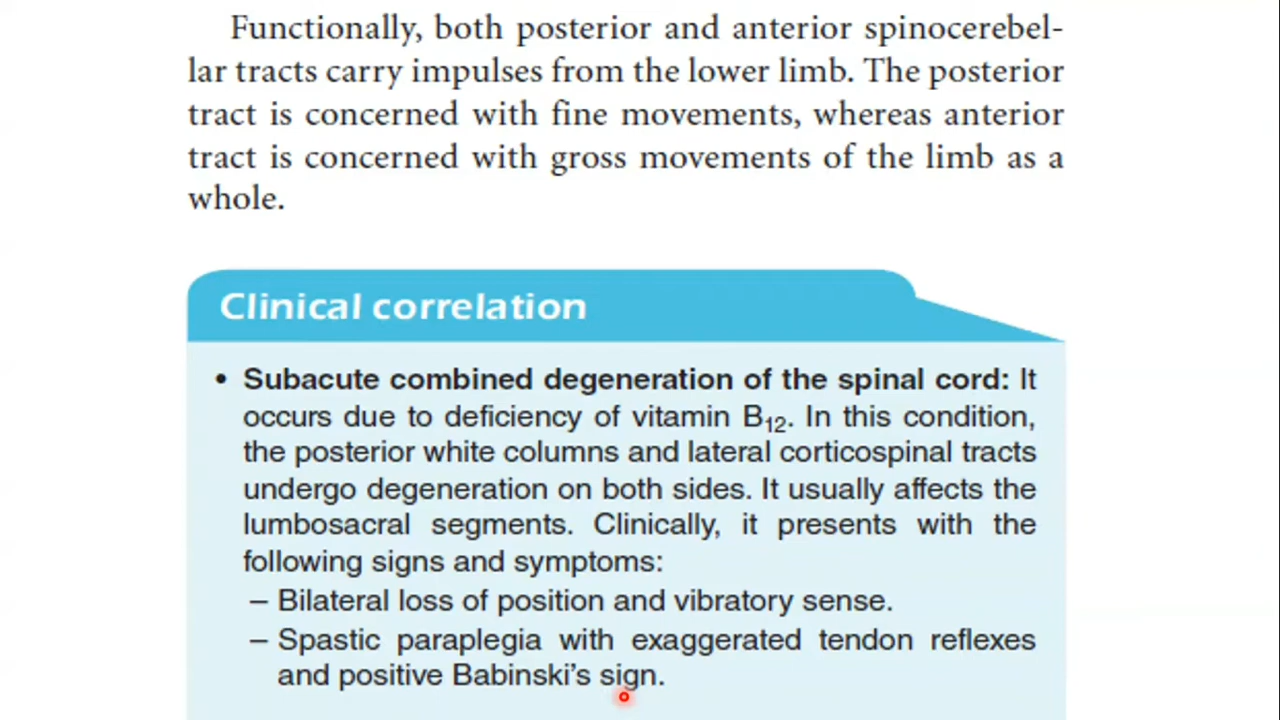 Functionally, both posterior and anterior spinocerebel-
lar tracts carry impulses from the lower limb. The posterior
tract is concerned with fine movements, whereas anterior
tract is concerned with gross movements of the limb as a
whole.
Clinical correlation
• Subacute combined degeneration of the spinal cord: It
occurs due to deficiency of vitamin B₁₂. In this condition,
the posterior white columns and lateral corticospinal tracts
undergo degeneration on both sides. It usually affects the
lumbosacral segments. Clinically, it presents with the
following signs and symptoms:
– Bilateral loss of position and vibratory sense.
– Spastic paraplegia with exaggerated tendon reflexes
and positive Babinski’s sign.